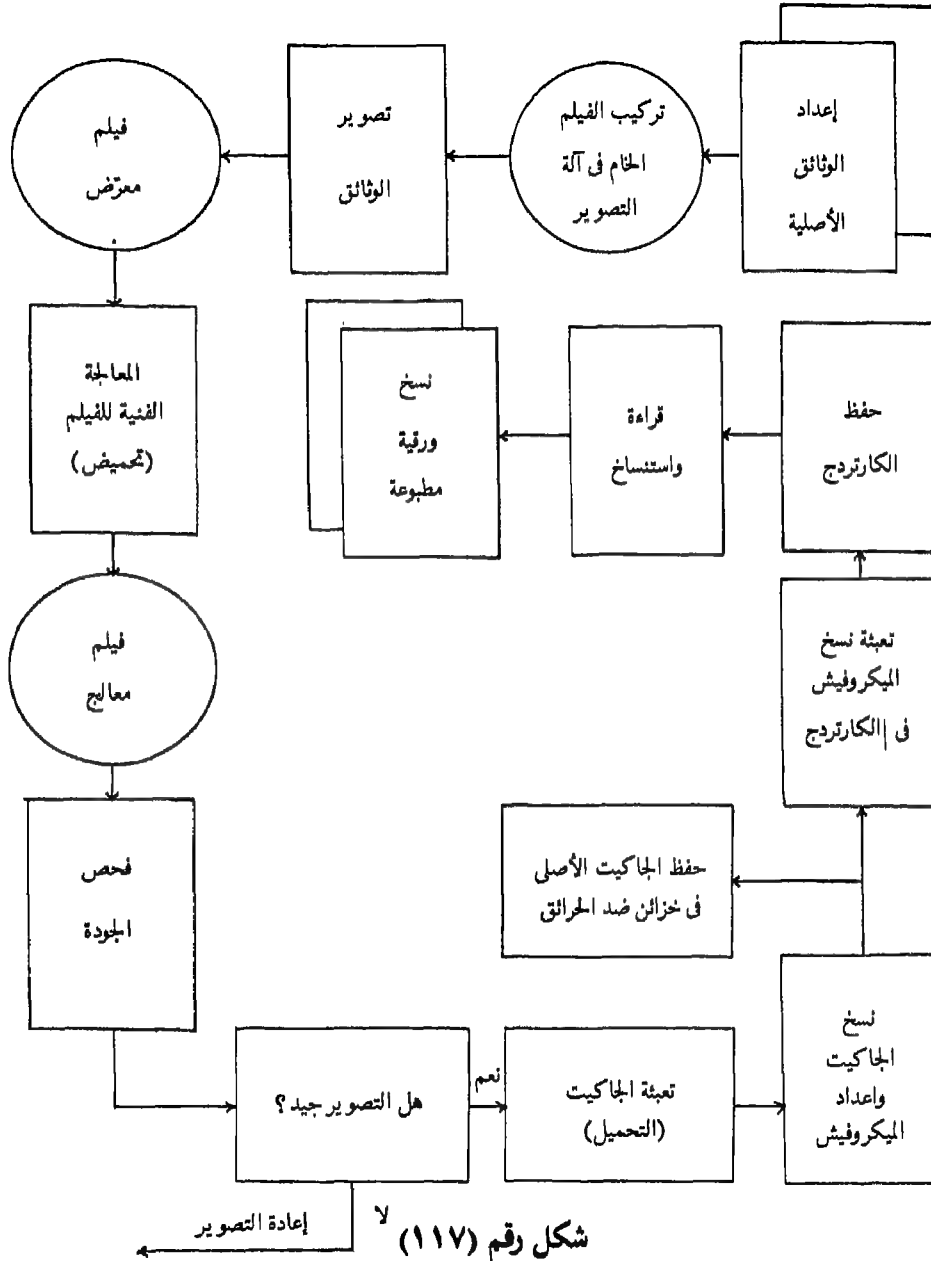 إعداد
الوثائق
الأصلية
تركيب الفيلم
الخام فى آلة
التصوير
تصوير
الوثائق
فيلم
معرّض
المعالجة
الفنية للفيلم
(تحميض)
فيلم
معالج
فحص
الجودة
هل التصوير جيد؟
نعم
لا
إعادة التصوير
تعبئة الجاكيت
(التحميل)
نسخ
الجاكيت
واعداد
الميكروفيش
حفظ الجاكيت الأصلى
فى خزائن ضد الحرائق
تعبئة نسخ
الميكروفيش
فى الكارتردج
حفظ
الكارتردج
قراءة
واستنساخ
نسخ
ورقية
مطبوعة
شكل رقم (١١٧)